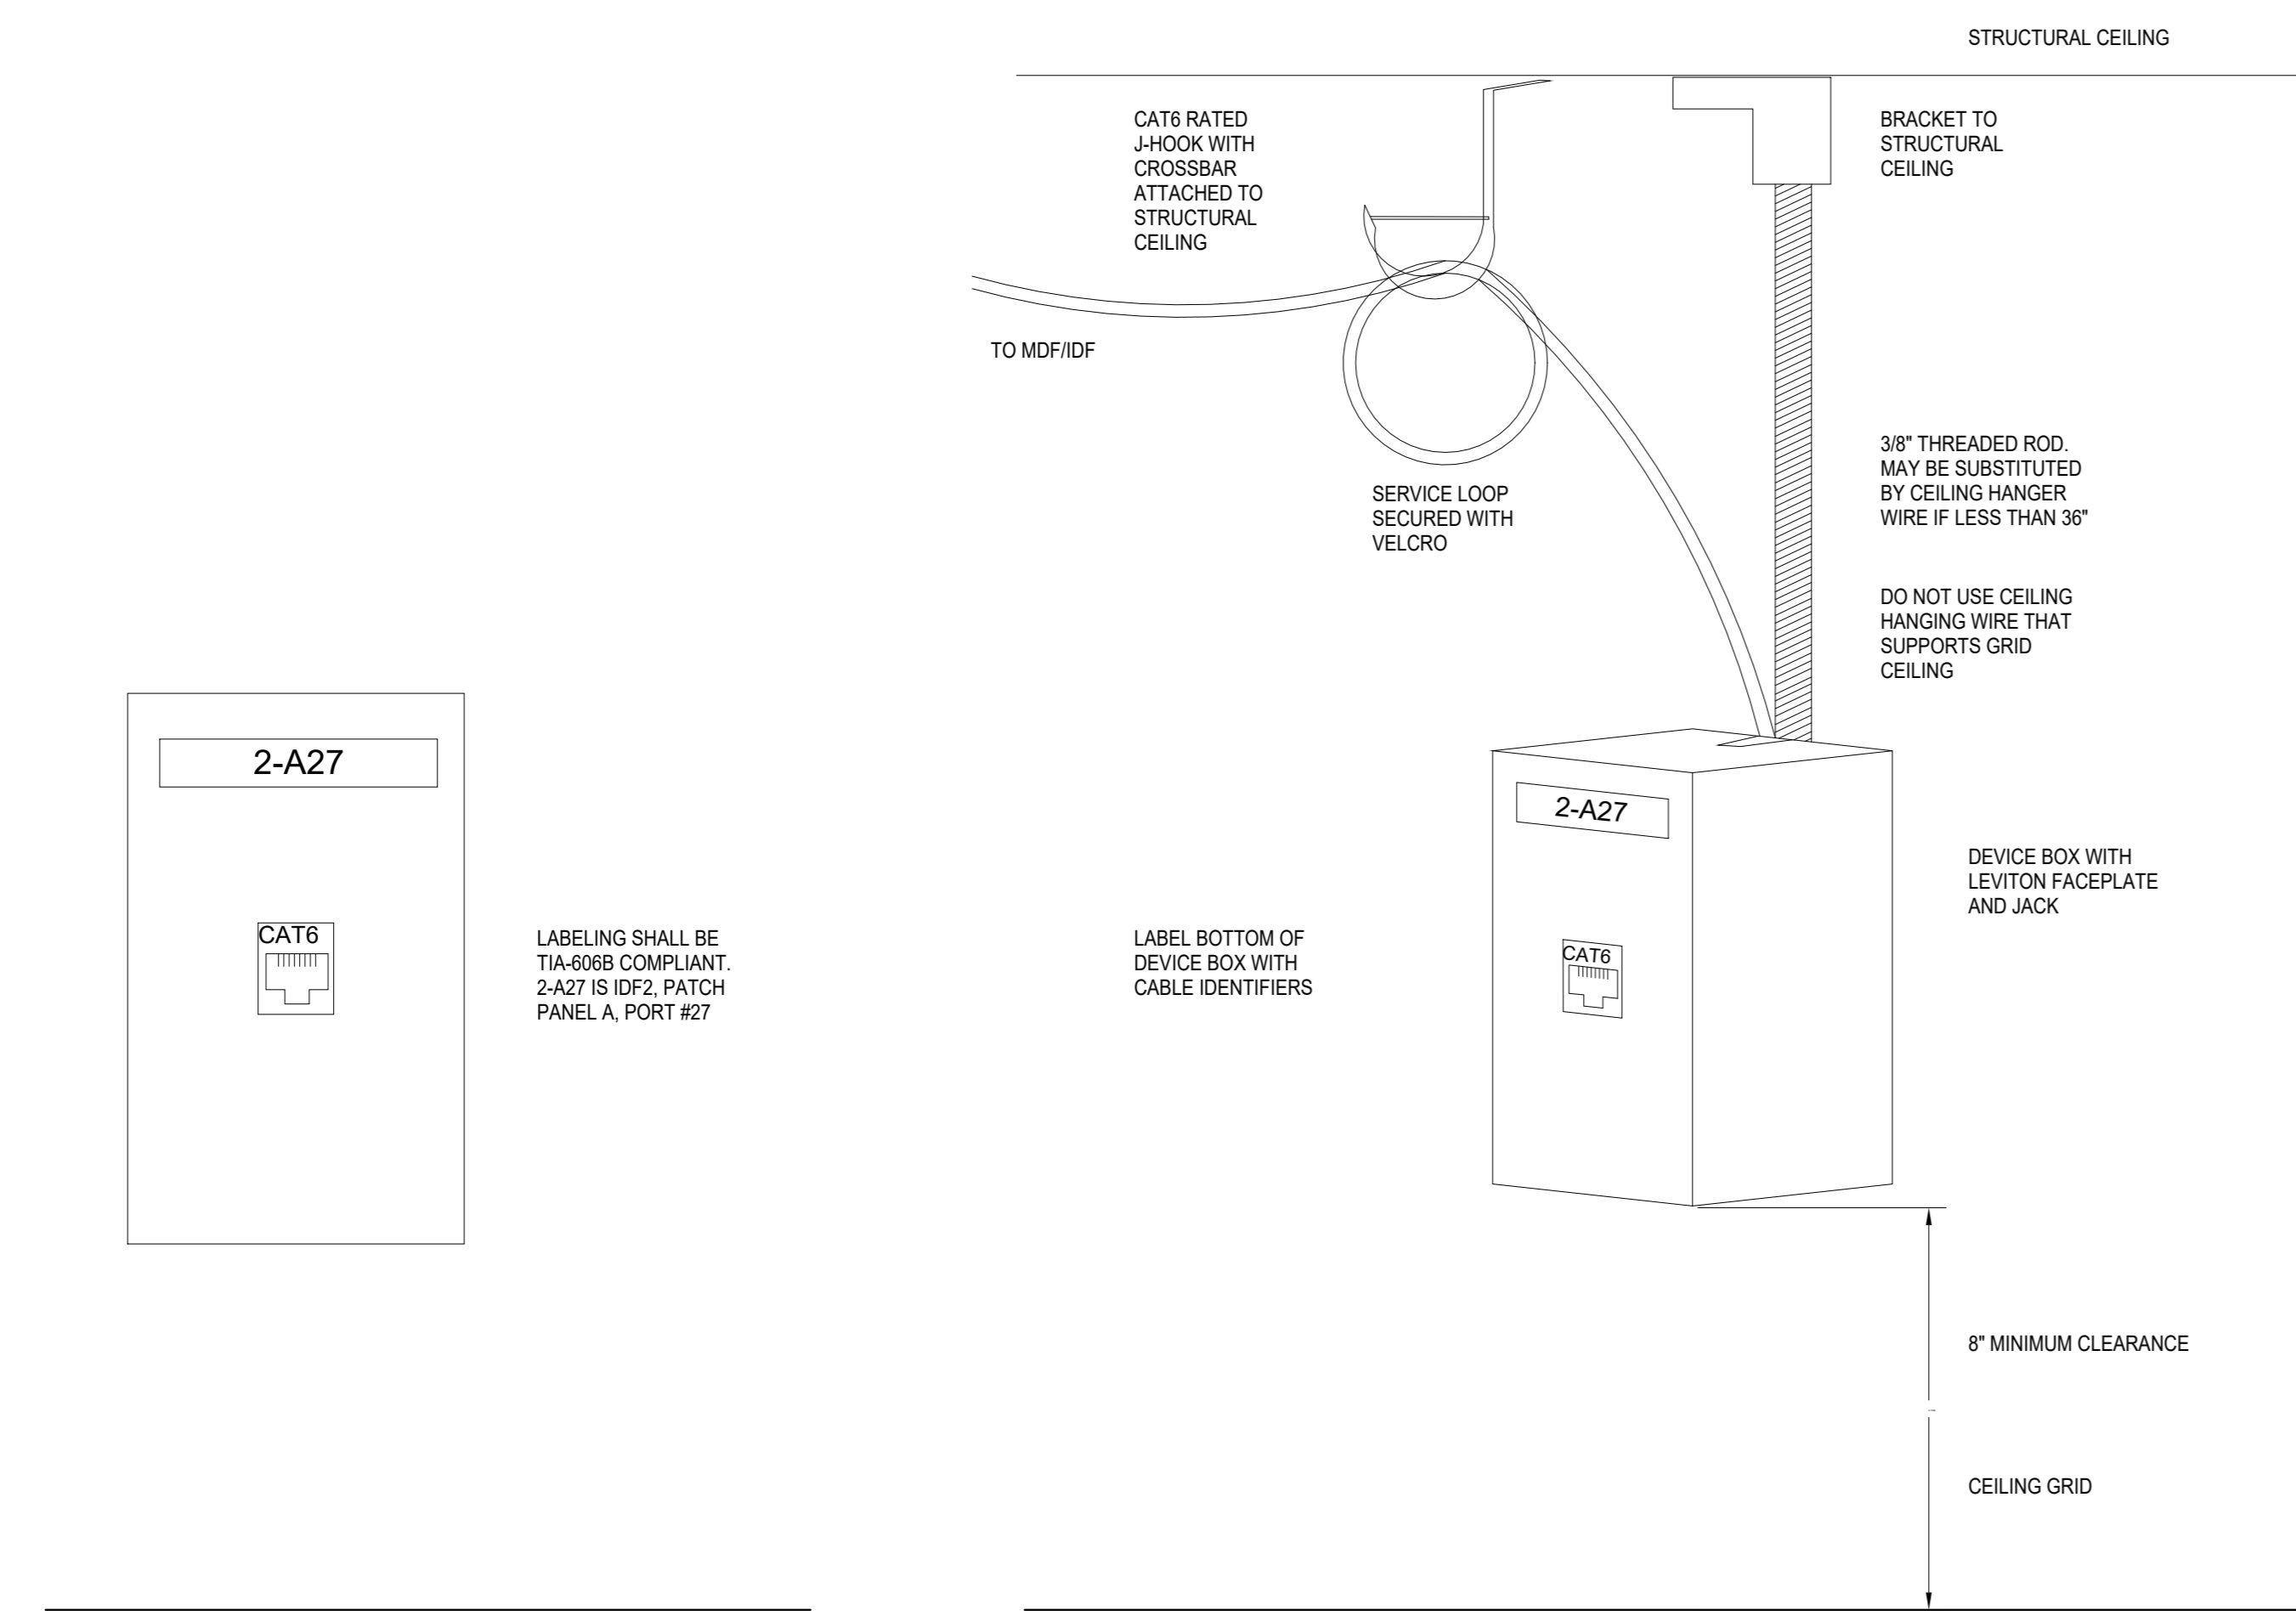 STRUCTURAL CEILING
CAT6 RATED
J-HOOK WITH
CROSSBAR
ATTACHED TO
STRUCTURAL
CEILING
BRACKET TO
STRUCTURAL
CEILING
TO MDF/IDF
SERVICE LOOP
SECURED WITH
VELCRO
3/8" THREADED ROD.
MAY BE SUBSTITUTED
BY CEILING HANGER
WIRE IF LESS THAN 36"
DO NOT USE CEILING
HANGING WIRE THAT
SUPPORTS GRID
CEILING
2-A27
CAT6
LABELING SHALL BE
TIA-606B COMPLIANT.
2-A27 IS IDF2, PATCH
PANEL A, PORT #27
LABEL BOTTOM OF
DEVICE BOX WITH
CABLE IDENTIFIERS
2-A27
CAT6
DEVICE BOX WITH
LEVITON FACEPLATE
AND JACK
8" MINIMUM CLEARANCE
CEILING GRID